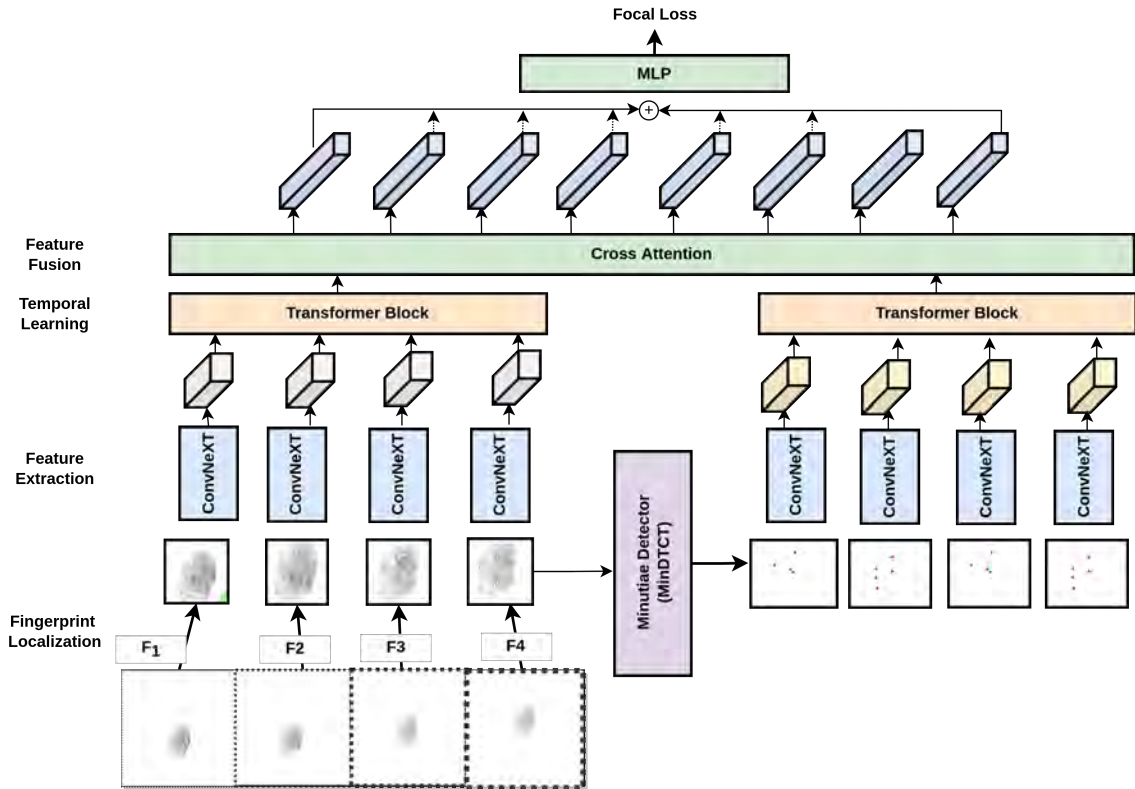 Focal Loss
MLP
+
Feature
Fusion
Cross Attention
Temporal
Learning
Transformer Block
Transformer Block
Feature
Extraction
ConvNeXT
ConvNeXT
ConvNeXT
ConvNeXT
ConvNeXT
ConvNeXT
ConvNeXT
ConvNeXT
Minutiae Detector
(MinDTCT)
Fingerprint
Localization
F1
F2
F3
F4